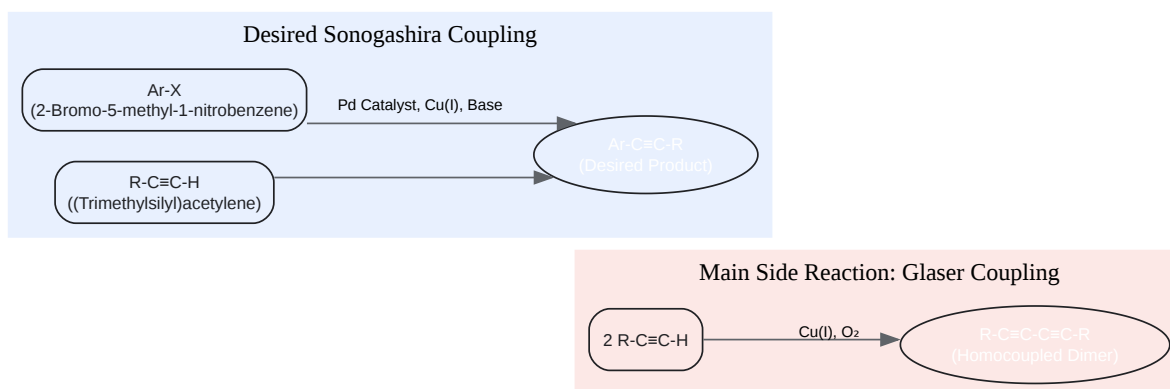 Desired Sonogashira Coupling
Ar-X
(2-Bromo-5-methyl-1-nitrobenzene)
Pd Catalyst, Cu(I), Base
Ar-C≡C-R
(Desired Product)
R-C≡C-H
((Trimethylsilyl)acetylene)
Main Side Reaction: Glaser Coupling
2 R-C≡C-H
Cu(I), O₂
R-C≡C-C≡C-R
(Homocoupled Dimer)